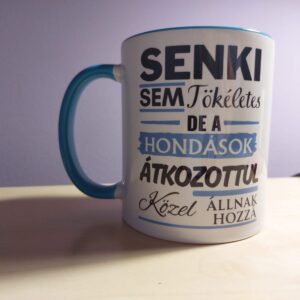 SENKI
SEM Tökéletes
DE A
HONDÁSOK
ÁTKOZOTTUL
Közel ÁLLNAK
HOZZÁ